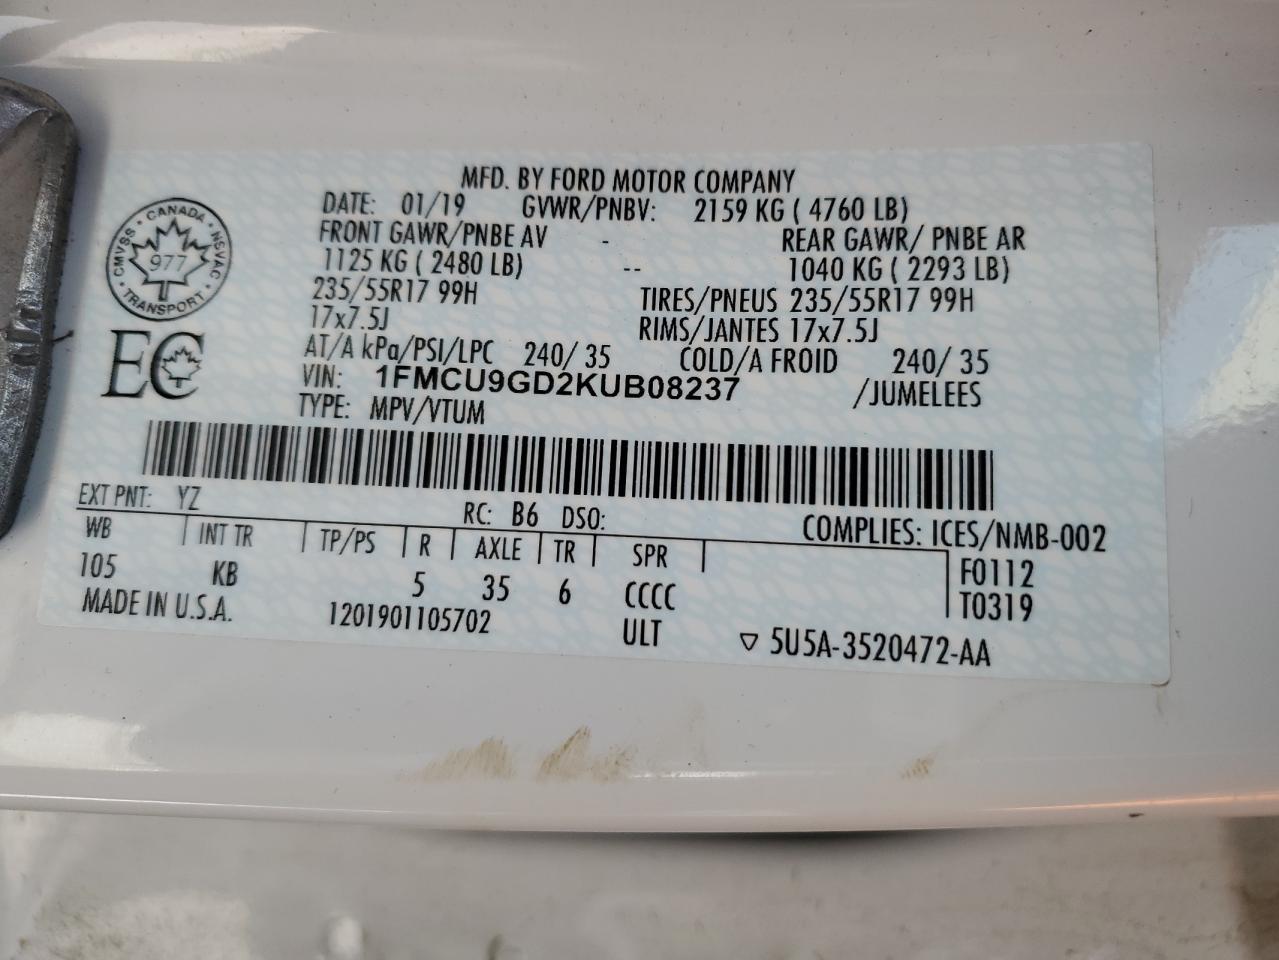 MFD. BY FORD MOTOR COMPANY
DATE: 01/19 GVWR/PNBV: 2159 KG ( 4760 LB)
FRONT GAWR/PNBE AV - REAR GAWR/ PNBE AR
1125 KG ( 2480 LB) -- 1040 KG ( 2293 LB)
235/55R17 99H TIRES/PNEUS 235/55R17 99H
17x7.5J RIMS/JANTES 17x7.5J
AT/A kPa/PSI/LPC 240/ 35 COLD/A FROID 240/ 35
VIN: 1FMCU9GD2KUB08237 /JUMELEES
TYPE: MPV/VTUM
CANADA
CMVSS NSVAC
977
TRANSPORT
EC
EXT PNT: YZ RC: B6 DSO: COMPLIES: ICES/NMB-002
WB INT TR TP/PS R AXLE TR SPR F0112
105 KB 5 35 6 CCCC T0319
MADE IN U.S.A. 1201901105702 ULT ▽ 5U5A-3520472-AA